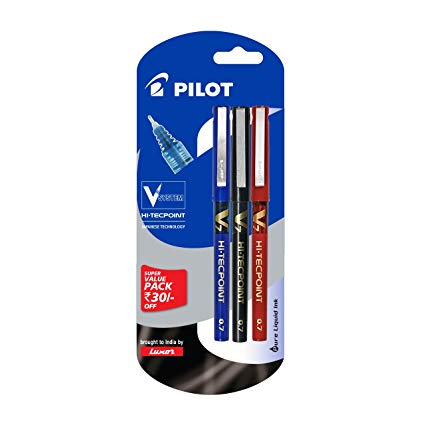 PILOT
V SYSTEM
HI-TECPOINT
JAPANESE TECHNOLOGY
SUPER
VALUE
PACK
₹30/-
OFF
brought to India by
Luxor
V7 HI-TECPOINT 0.7
V7 HI-TECPOINT 0.7
V7 HI-TECPOINT 0.7
Pure Liquid Ink